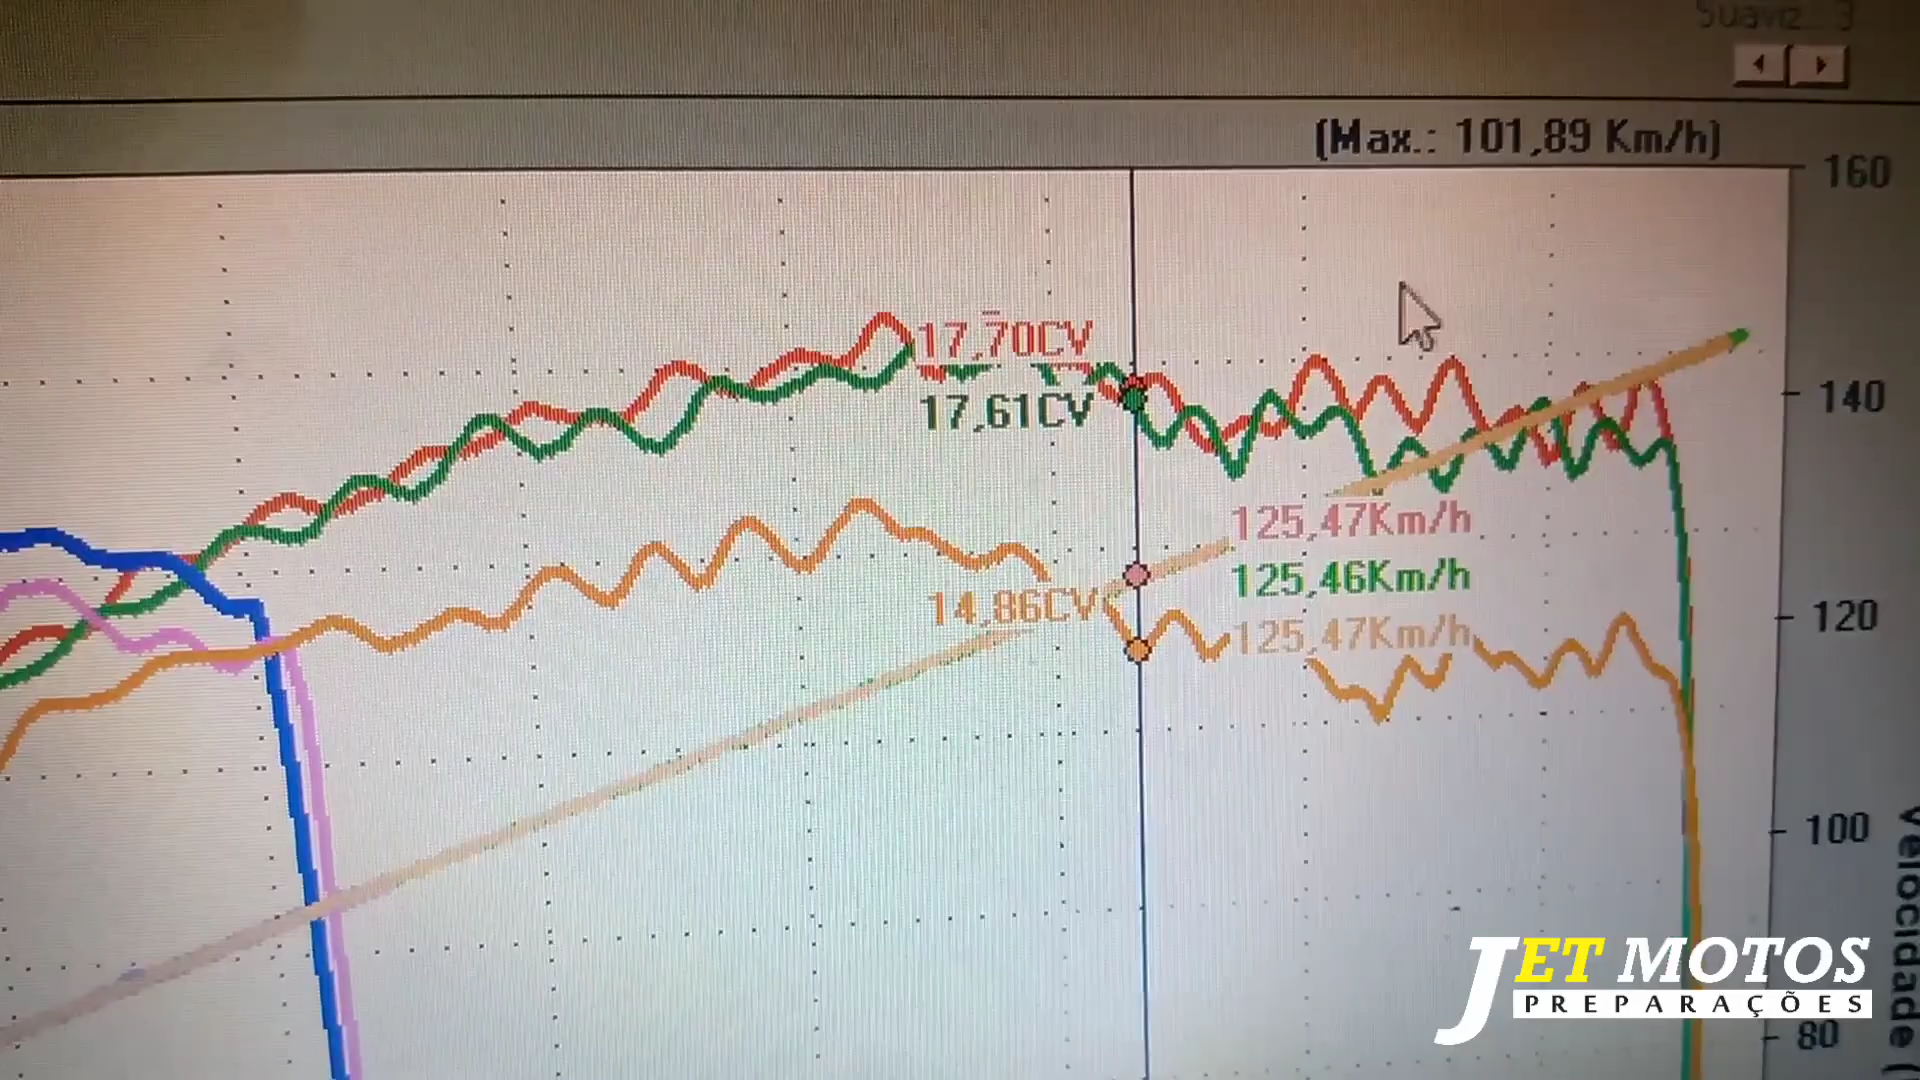 Suaviz.: 3
(Max.: 101,89 Km/h)
160
17,70CV
140
17,61CV
125,47Km/h
125,46Km/h
14,86CV
120
125,47Km/h
100
Velocidade (
JET MOTOS
PREPARAÇÕES
80